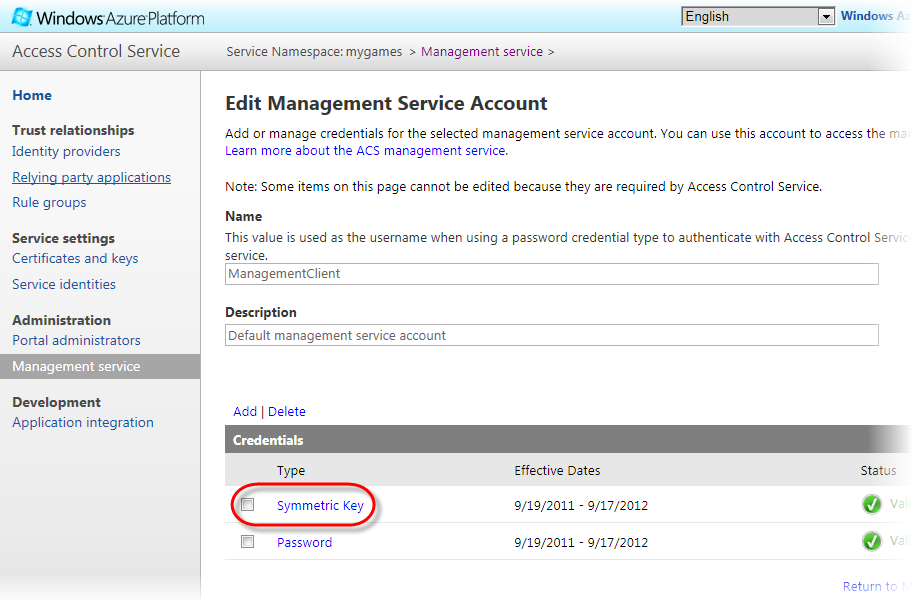 Windows Azure Platform
English
Windows
Access Control Service
Service Namespace: mygames > Management service >
Home
Trust relationships
Identity providers
Relying party applications
Rule groups
Service settings
Certificates and keys
Service identities
Administration
Portal administrators
Management service
Development
Application integration
Edit Management Service Account
Add or manage credentials for the selected management service account. You can use this account to access the
Learn more about the ACS management service.
Note: Some items on this page cannot be edited because they are required by Access Control Service.
Name
This value is used as the username when using a password credential type to authenticate with Access Control
service.
ManagementClient
Description
Default management service account
Add | Delete
Credentials
Type Effective Dates Status
Symmetric Key 9/19/2011 - 9/17/2012
Password 9/19/2011 - 9/17/2012
Return to